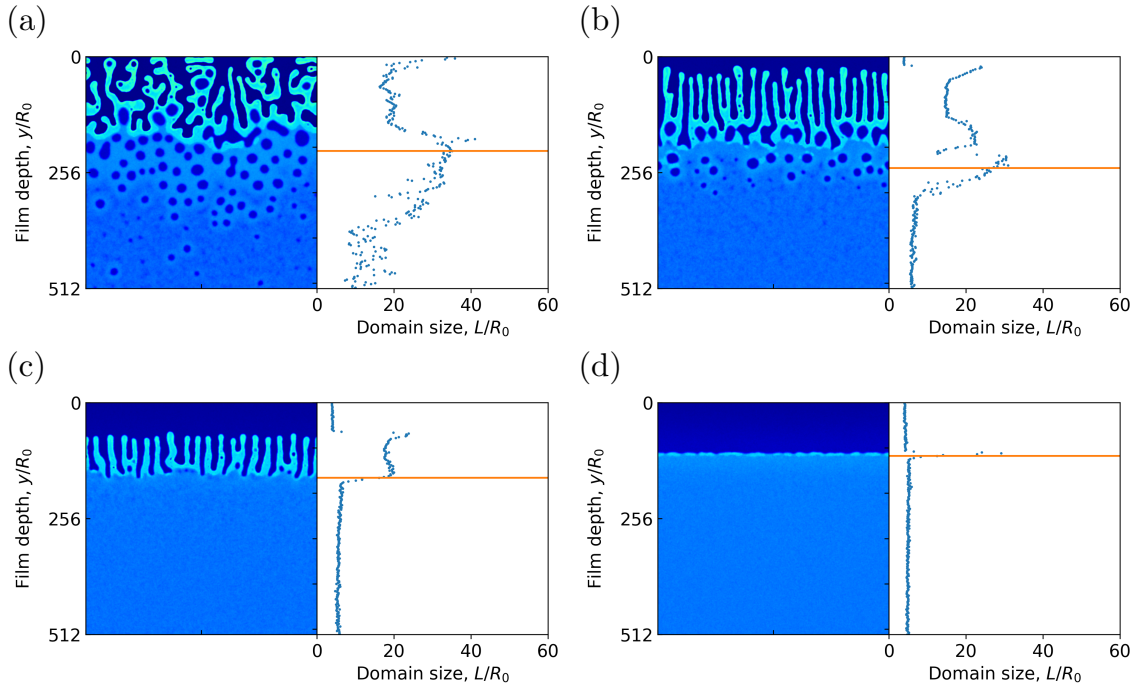 (a)
0
256
512
Film depth, y/R₀
0 20 40 60
Domain size, L/R₀
(b)
0
256
512
Film depth, y/R₀
0 20 40 60
Domain size, L/R₀
(c)
0
256
512
Film depth, y/R₀
0 20 40 60
Domain size, L/R₀
(d)
0
256
512
Film depth, y/R₀
0 20 40 60
Domain size, L/R₀